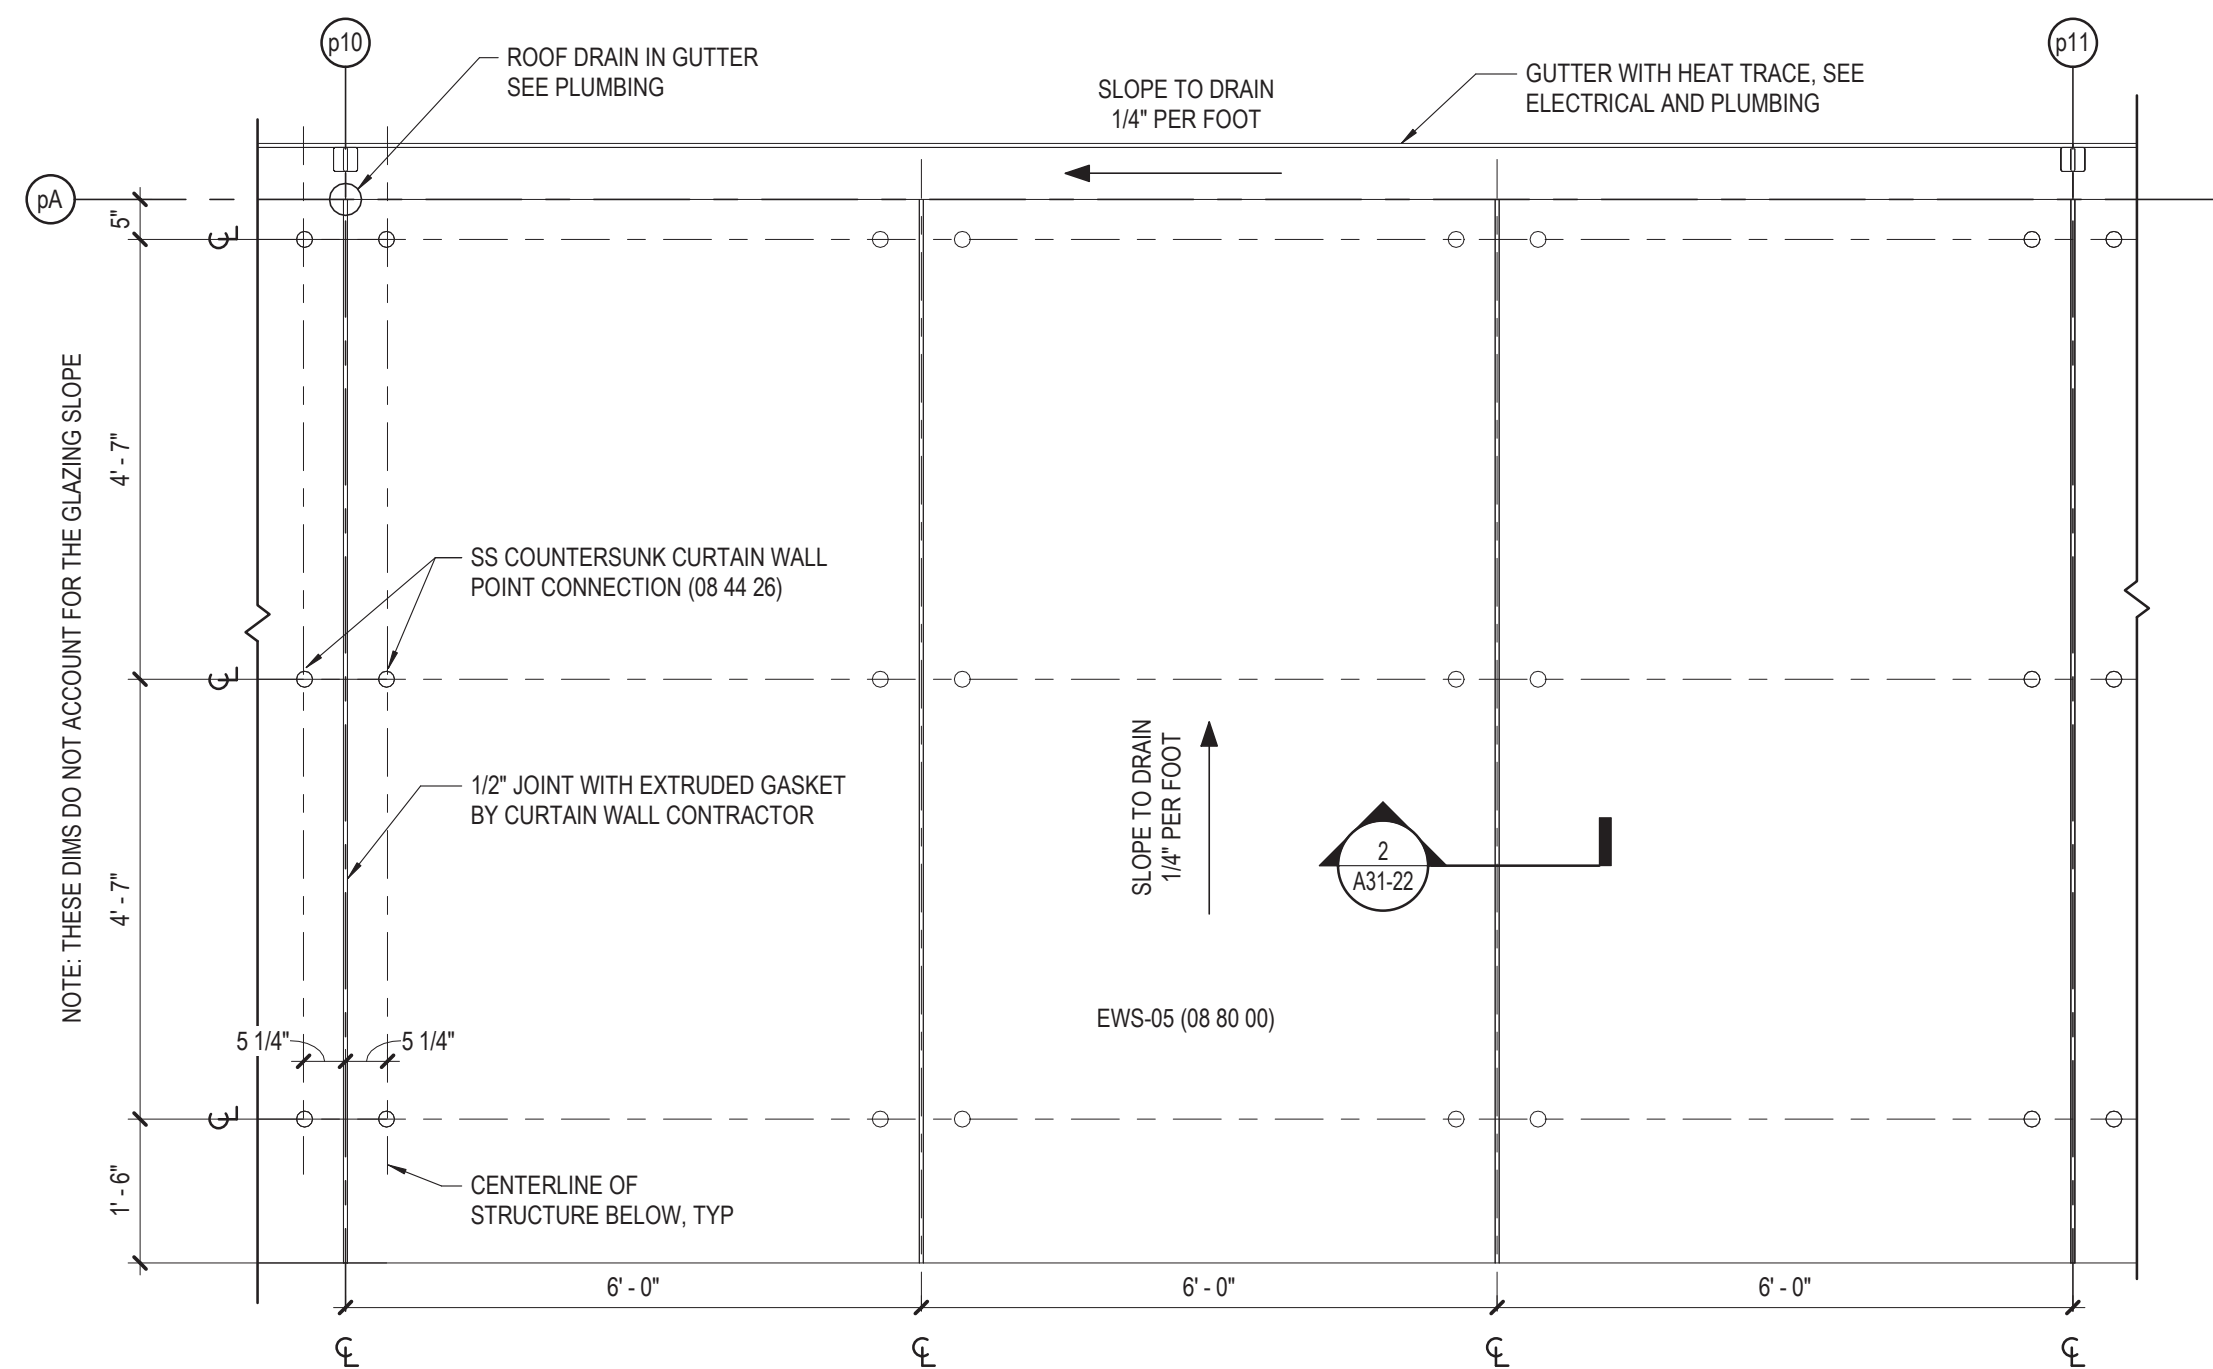 p10
p11
ROOF DRAIN IN GUTTER
SEE PLUMBING
SLOPE TO DRAIN
1/4" PER FOOT
GUTTER WITH HEAT TRACE, SEE
ELECTRICAL AND PLUMBING
pA
5"
4' - 7"
4' - 7"
1' - 6"
NOTE: THESE DIMS DO NOT ACCOUNT FOR THE GLAZING SLOPE
℄
℄
℄
SS COUNTERSUNK CURTAIN WALL
POINT CONNECTION (08 44 26)
1/2" JOINT WITH EXTRUDED GASKET
BY CURTAIN WALL CONTRACTOR
SLOPE TO DRAIN
1/4" PER FOOT
2
A31-22
EWS-05 (08 80 00)
5 1/4"
5 1/4"
CENTERLINE OF
STRUCTURE BELOW, TYP
6' - 0"
6' - 0"
6' - 0"
℄
℄
℄
℄